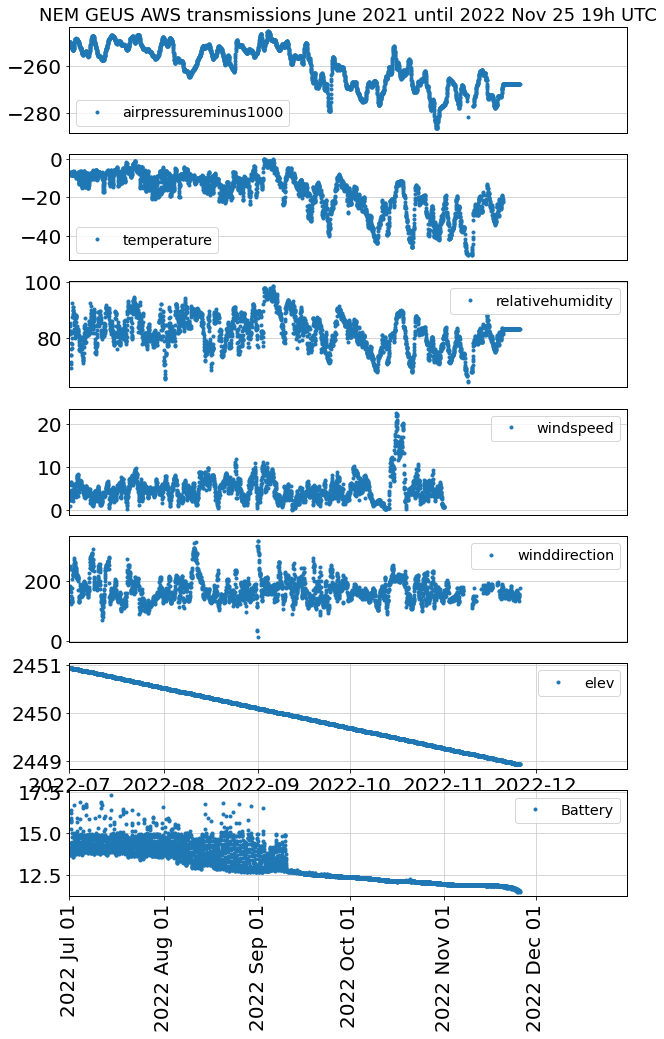 NEM GEUS AWS transmissions June 2021 until 2022 Nov 25 19h UTC
−260
−280
airpressureminus1000
0
−20
−40
temperature
100
80
relativehumidity
20
10
0
windspeed
200
0
winddirection
2451
2450
2449
elev
2022-07 2022-08 2022-09 2022-10 2022-11 2022-12
17.5
15.0
12.5
Battery
2022 Jul 01
2022 Aug 01
2022 Sep 01
2022 Oct 01
2022 Nov 01
2022 Dec 01